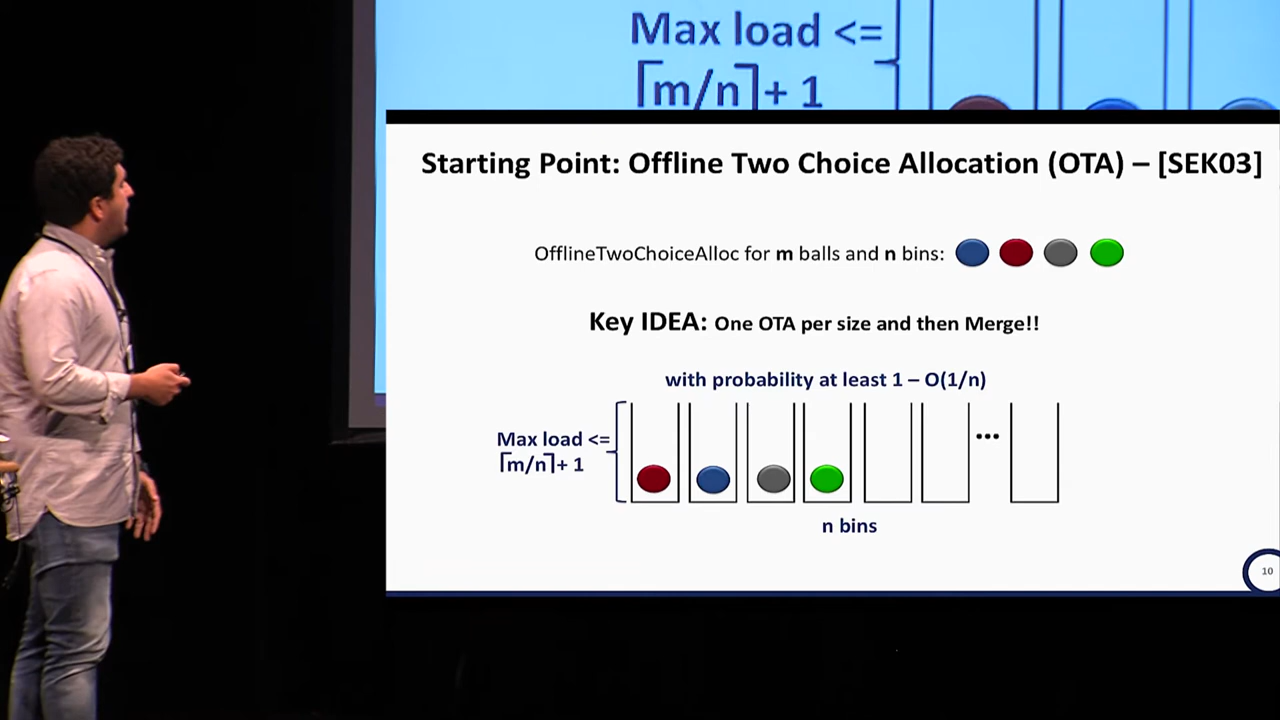 Max load <=
⌈m/n⌉+ 1
Starting Point: Offline Two Choice Allocation (OTA) – [SEK03]
OfflineTwoChoiceAlloc for m balls and n bins:
Key IDEA: One OTA per size and then Merge!!
with probability at least 1 – O(1/n)
Max load <=
⌈m/n⌉+ 1
...
n bins
10